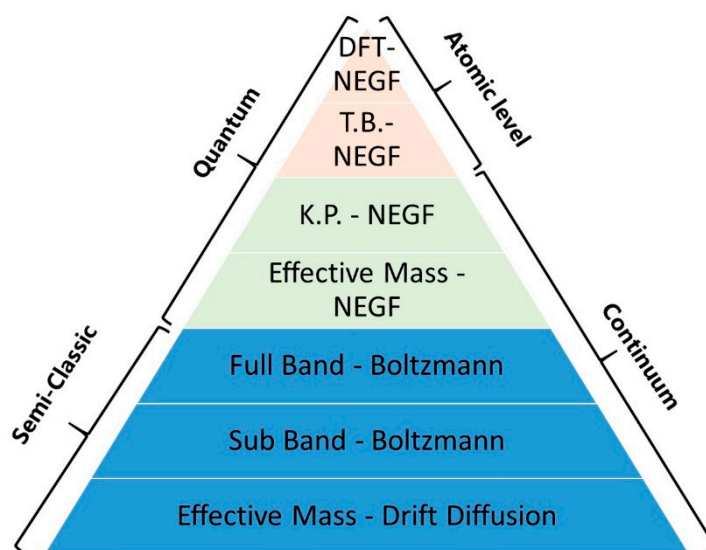 DFT-
NEGF
T.B.-
NEGF
K.P. - NEGF
Effective Mass -
NEGF
Full Band - Boltzmann
Sub Band - Boltzmann
Effective Mass - Drift Diffusion
Quantum
Semi-Classic
Atomic level
Continuum